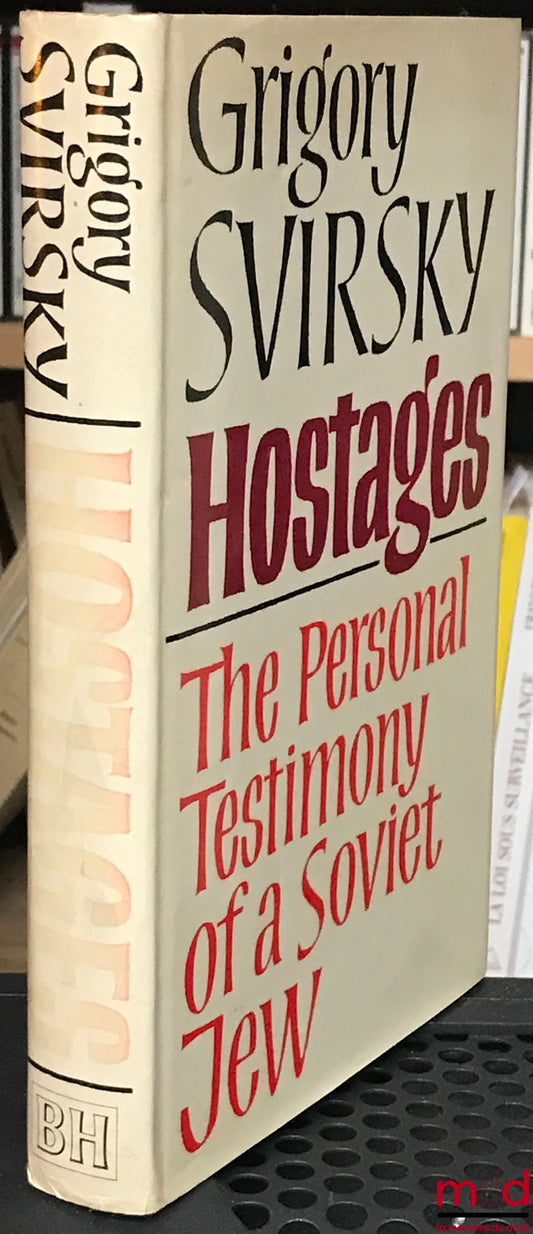 Grigory
SVIRSKY
HOSTAGES
BH
Grigory
SVIRSKY
Hostages
The Personal
Testimony
of a Soviet
Jew
LA LOI SOUS SURVEILLANCE